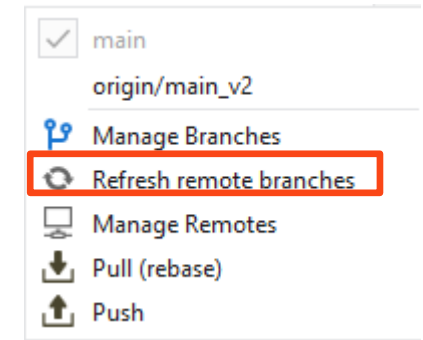 main
origin/main_v2
Manage Branches
Refresh remote branches
Manage Remotes
Pull (rebase)
Push